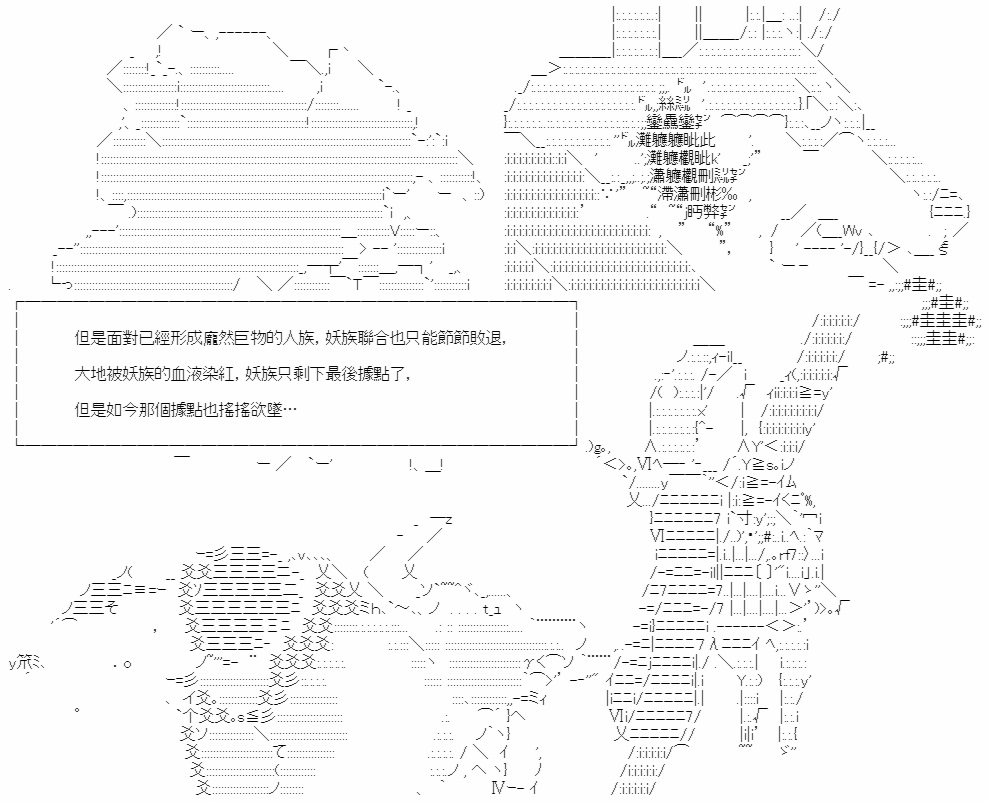 但是面對已經形成龐然巨物的人族，妖族聯合也只能節節敗退，
大地被妖族的血液染紅，妖族只剩下最後據點了，
但是如今那個據點也搖搖欲墜…